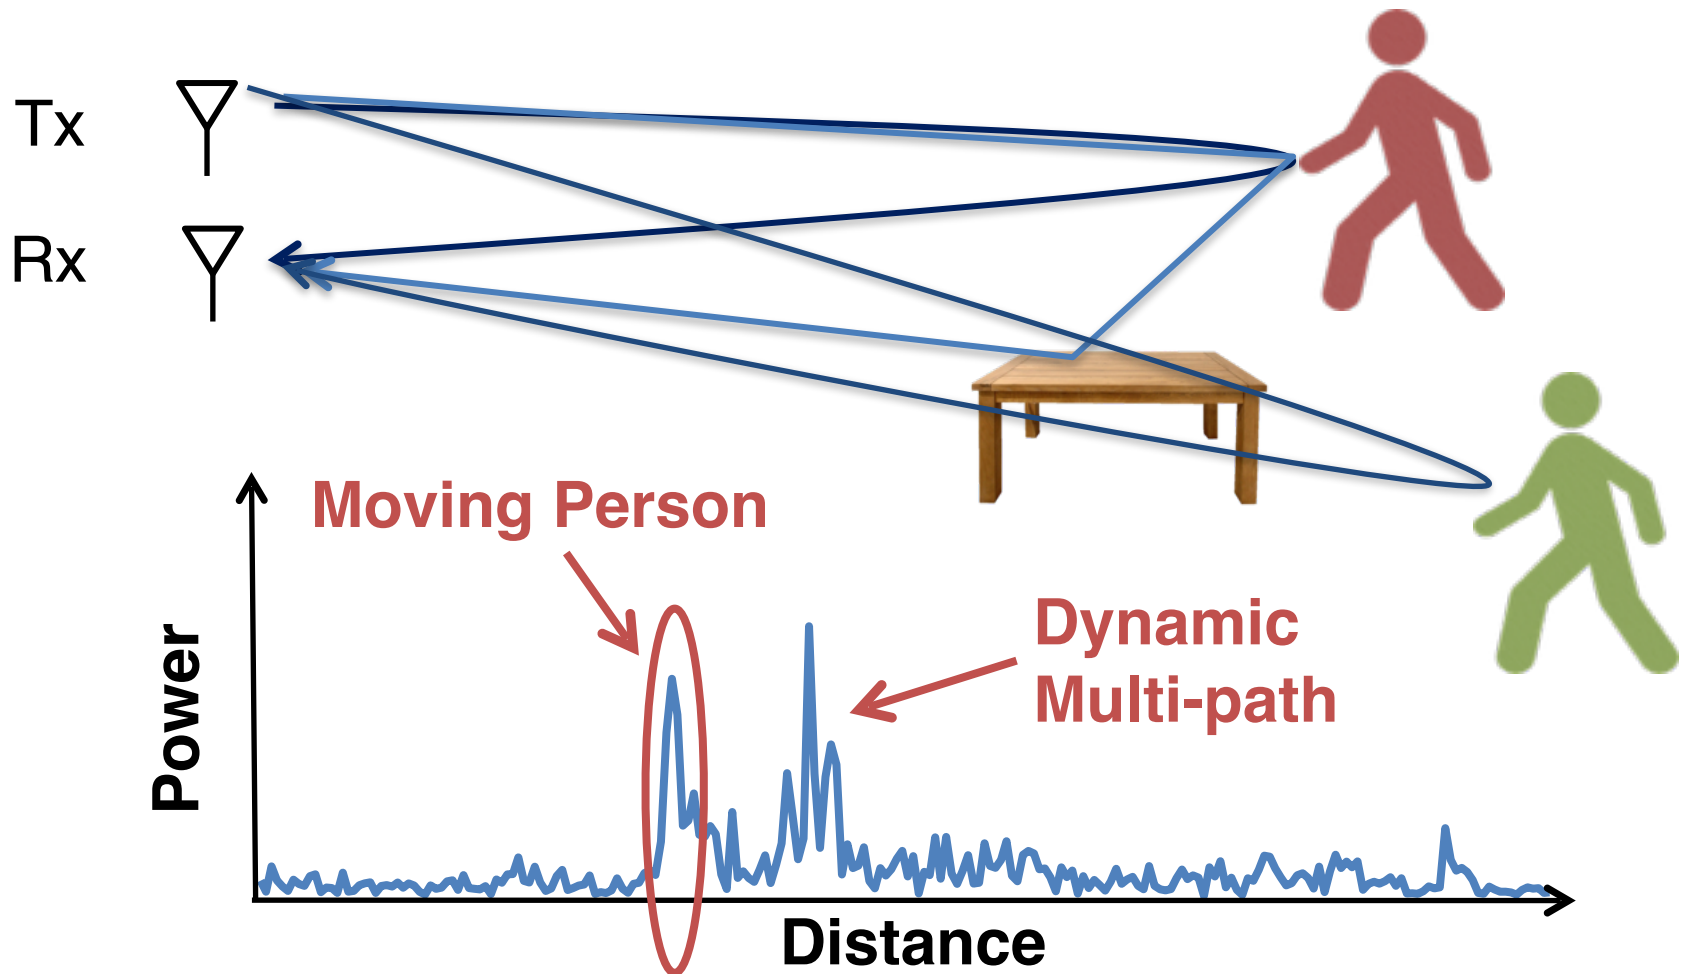 Tx
Rx
Moving Person
Dynamic
Multi-path
Power
Distance